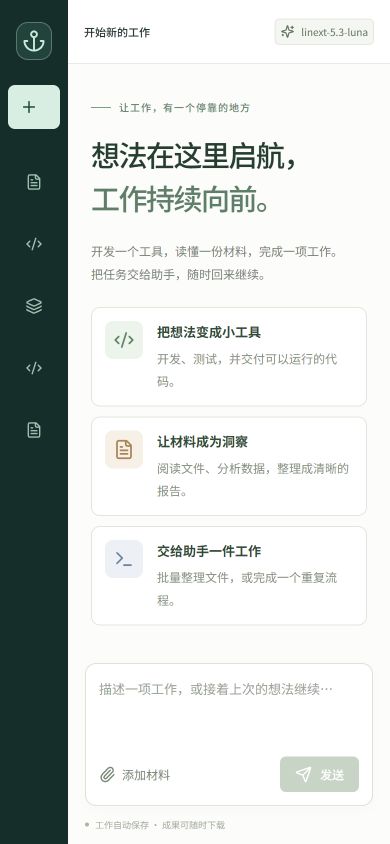 开始新的工作
linext-5.3-luna
让工作，有一个停靠的地方
想法在这里启航，
工作持续向前。
开发一个工具，读懂一份材料，完成一项工作。
把任务交给助手，随时回来继续。
把想法变成小工具
开发、测试，并交付可以运行的代
码。
让材料成为洞察
阅读文件、分析数据，整理成清晰的
报告。
交给助手一件工作
批量整理文件，或完成一个重复流
程。
描述一项工作，或接着上次的想法继续…
添加材料
发送
工作自动保存 · 成果可随时下载